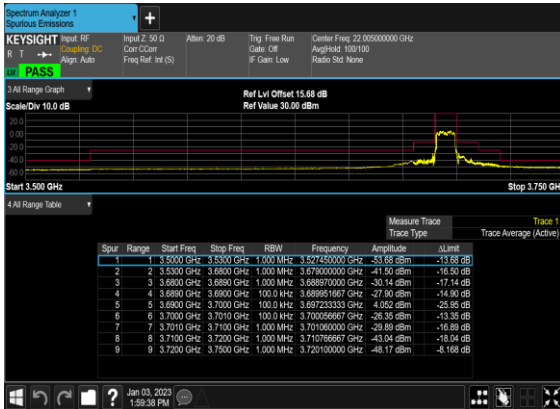 Spectrum Analyzer 1
Spurious Emissions
+
KEYSIGHT Input: RF Input Z: 50 Ω Atten: 20 dB Trig: Free Run Center Freq: 22.005000000 GHz
R T Coupling: DC Corr CCorr Gate: Off Avg|Hold: 100/100
Align: Auto Freq Ref: Int (S) IF Gain: Low Radio Std: None
PASS
3 All Range Graph Ref Lvl Offset 15.68 dB
Scale/Div 10.0 dB Ref Value 30.00 dBm
20.0
0.00
-20.0
-40.0
-60.0
Start 3.500 GHz Stop 3.750 GH
4 All Range Table
Measure Trace Trace 1
Trace Type Trace Average (Active)
Spur Range Start Freq Stop Freq RBW Frequency Amplitude ΔLimit
1 1 3.5000 GHz 3.5300 GHz 1.000 MHz 3.527450000 GHz -53.68 dBm -13.68 dB
2 2 3.5300 GHz 3.6800 GHz 1.000 MHz 3.679000000 GHz -41.50 dBm -16.50 dB
3 3 3.6800 GHz 3.6890 GHz 1.000 MHz 3.688970000 GHz -30.14 dBm -17.14 dB
4 4 3.6890 GHz 3.6900 GHz 100.0 kHz 3.689951667 GHz -27.90 dBm -14.90 dB
5 5 3.6900 GHz 3.7000 GHz 100.0 kHz 3.697233333 GHz 4.052 dBm -25.95 dB
6 6 3.7000 GHz 3.7010 GHz 100.0 kHz 3.700056667 GHz -26.35 dBm -13.35 dB
7 7 3.7010 GHz 3.7100 GHz 1.000 MHz 3.701060000 GHz -29.89 dBm -16.89 dB
8 8 3.7100 GHz 3.7200 GHz 1.000 MHz 3.710766667 GHz -43.04 dBm -18.04 dB
9 9 3.7200 GHz 3.7500 GHz 1.000 MHz 3.720100000 GHz -48.17 dBm -8.168 dB
? Jan 03, 2023
1:59:38 PM